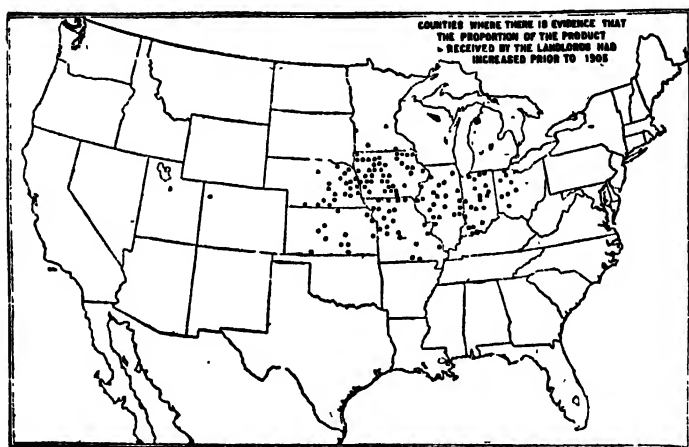 COUNTIES WHERE THERE IS EVIDENCE THAT
THE PROPORTION OF THE PRODUCT
RECEIVED BY THE LANDLORDS HAD
INCREASED PRIOR TO 1905